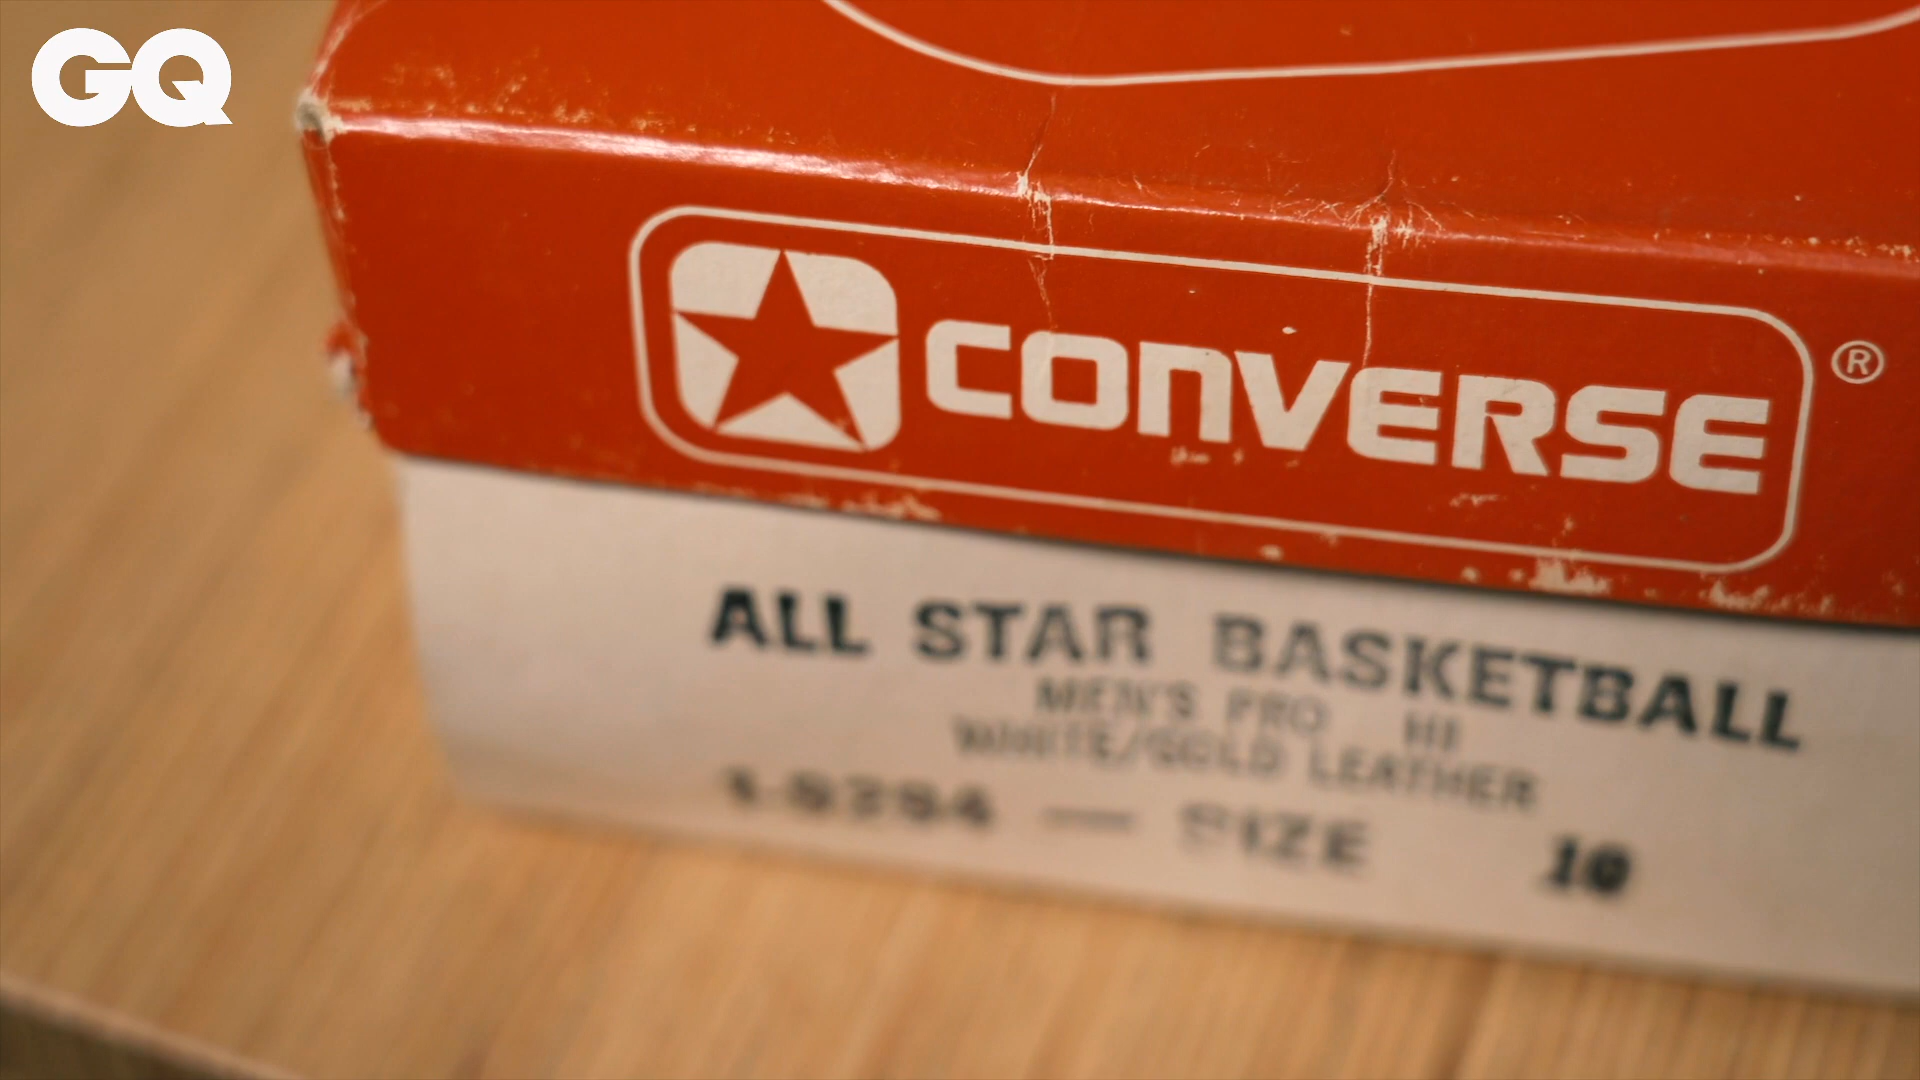 GQ
CONVERSE ®
ALL STAR BASKETBALL
MEN'S PRO III
WHITE/GOLD LEATHER
— SIZE 10